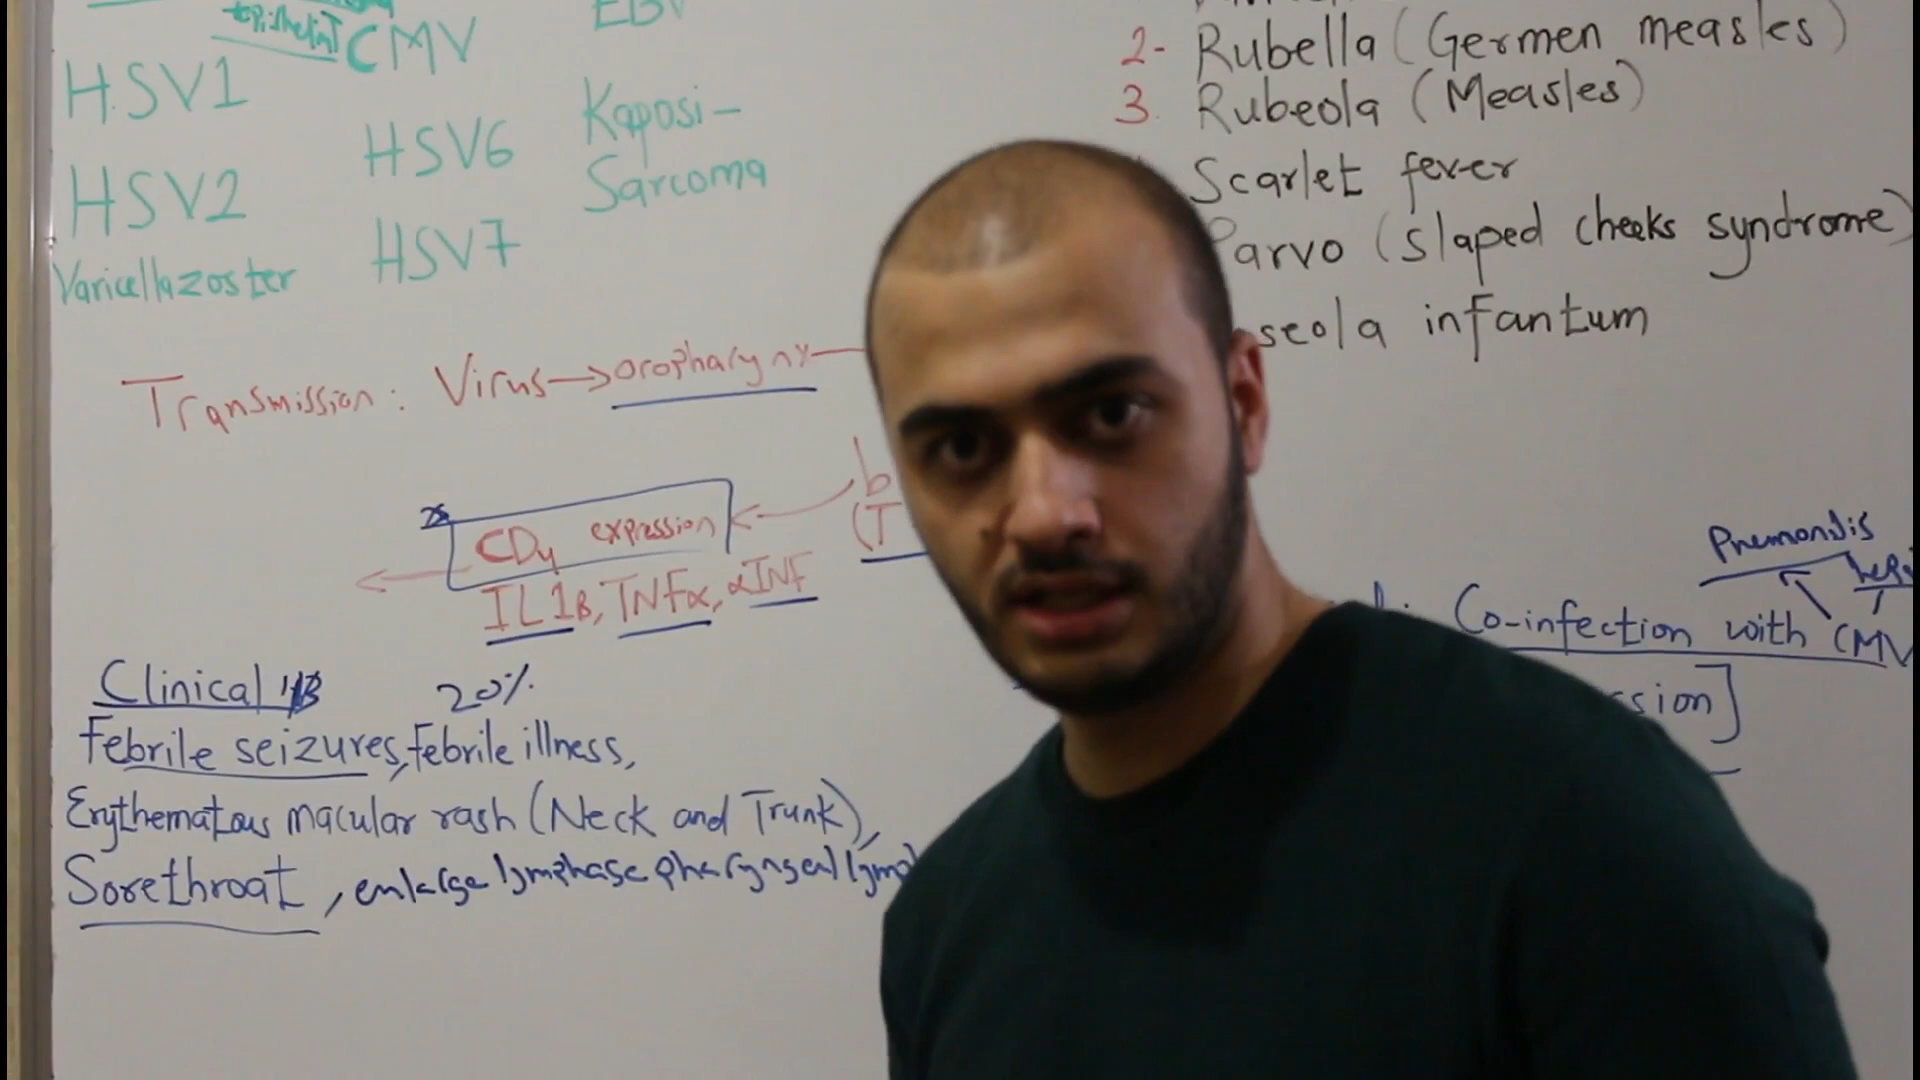 CMV
EBV
HSV1
HSV6
Kaposi-
Sarcoma
HSV2
HSV7
Varicellazoster
2- Rubella (Germen measles)
3. Rubeola (Measles)
Scarlet fever
Parvo (slaped cheeks syndrome)
seola infantum
Transmission: Virus→oropharynx
CD4 expression
IL1B, TNFα, αINF
b
(T
Clinical
20%.
Febrile seizures, febrile illness,
Erythematous macular rash (Neck and Trunk),
Sorethroat, enlarge
Co-infection with CMV
sion]